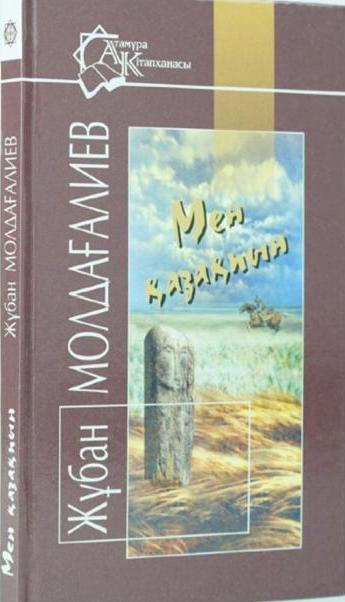 Атамұра
Кітапханасы
Жұбан МОЛДАҒАЛИЕВ
Мен
қазақпын
Жұбан МОЛДАҒАЛИЕВ
Мен қазақпын